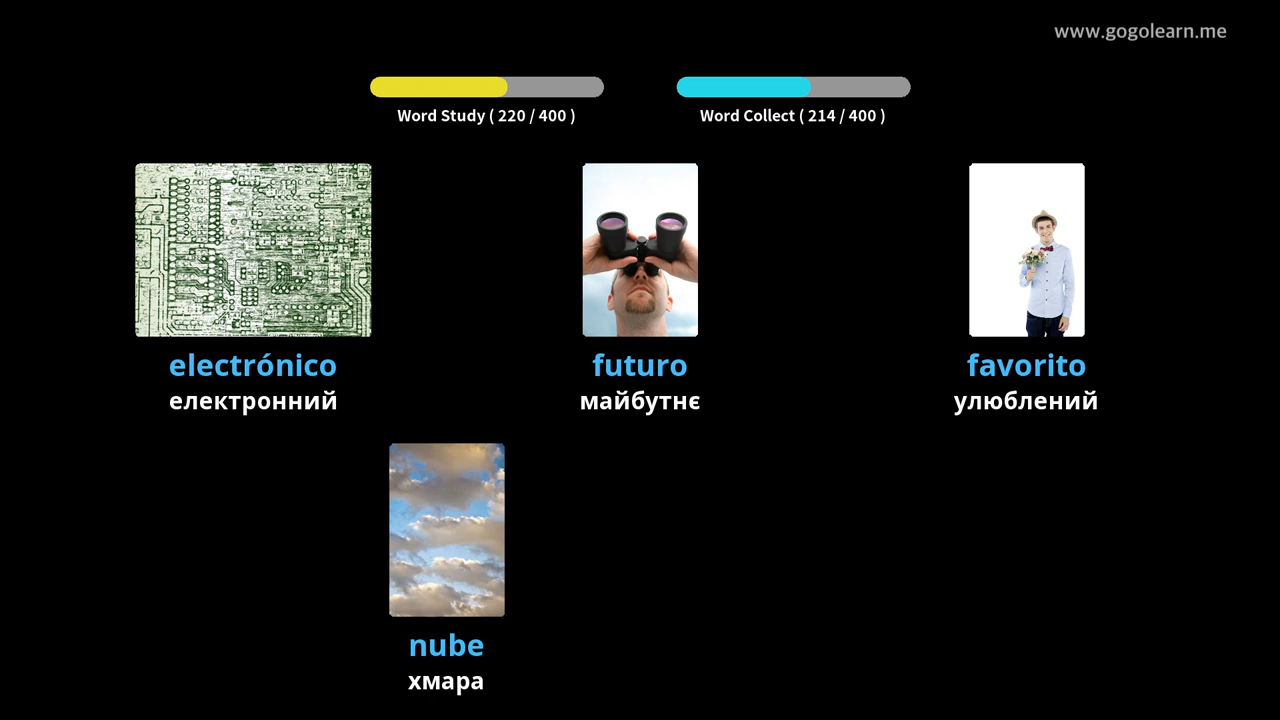 www.gogolearn.me
Word Study ( 220 / 400 )
Word Collect ( 214 / 400 )
electrónico
електронний
futuro
майбутнє
favorito
улюблений
nube
хмара